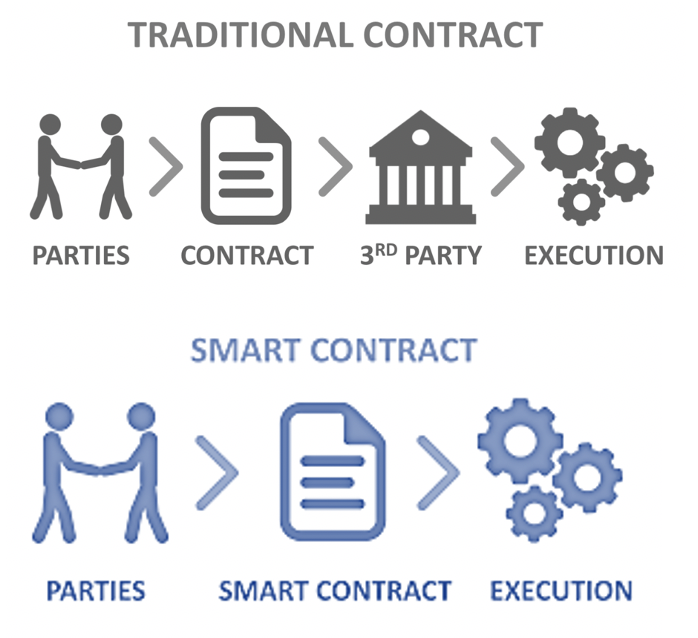 TRADITIONAL CONTRACT
PARTIES CONTRACT 3RD PARTY EXECUTION
SMART CONTRACT
PARTIES SMART CONTRACT EXECUTION